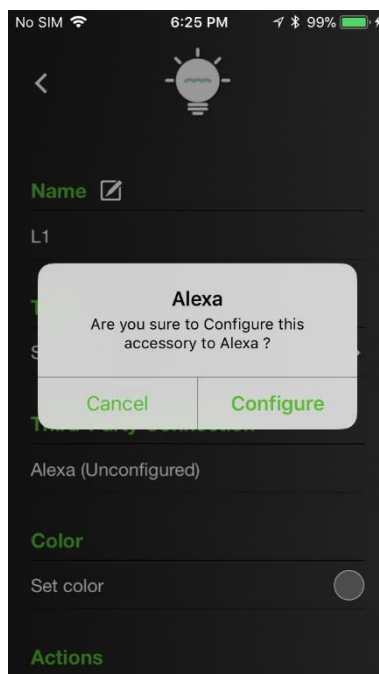 No SIM 6:25 PM 99%
Name
L1
Alexa
Are you sure to Configure this
accessory to Alexa ?
Cancel Configure
Alexa (Unconfigured)
Color
Set color
Actions